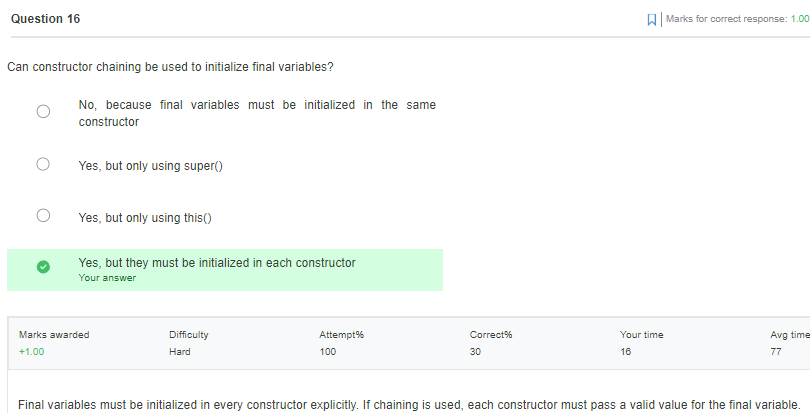 Question 16
Marks for correct response: 1.00
Can constructor chaining be used to initialize final variables?
No, because final variables must be initialized in the same
constructor
Yes, but only using super()
Yes, but only using this()
Yes, but they must be initialized in each constructor
Your answer
Marks awarded Difficulty Attempt% Correct% Your time Avg time
+1.00 Hard 100 30 16 77
Final variables must be initialized in every constructor explicitly. If chaining is used, each constructor must pass a valid value for the final variable.